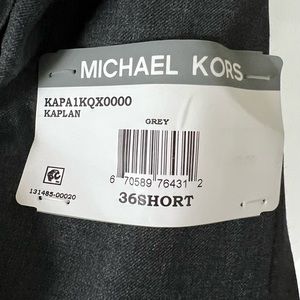 MICHAEL KORS
KAPA1KQX0000
KAPLAN
GREY
6 70589 76431 2
36SHORT
131485-00020